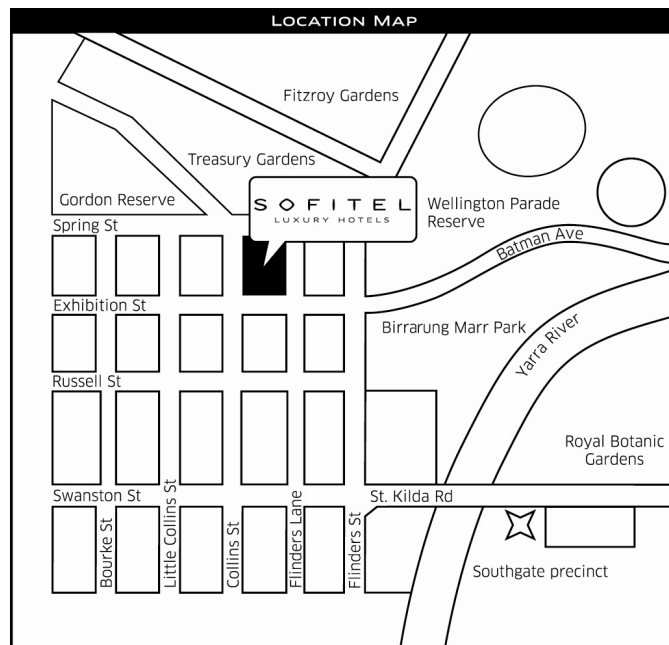 LOCATION MAP
Fitzroy Gardens
Treasury Gardens
Gordon Reserve
SOFITEL
LUXURY HOTELS
Wellington Parade
Reserve
Spring St
Batman Ave
Exhibition St
Birrarung Marr Park
Yarra River
Russell St
Royal Botanic
Gardens
Swanston St
St. Kilda Rd
Bourke St
Little Collins St
Collins St
Flinders Lane
Flinders St
Southgate precinct